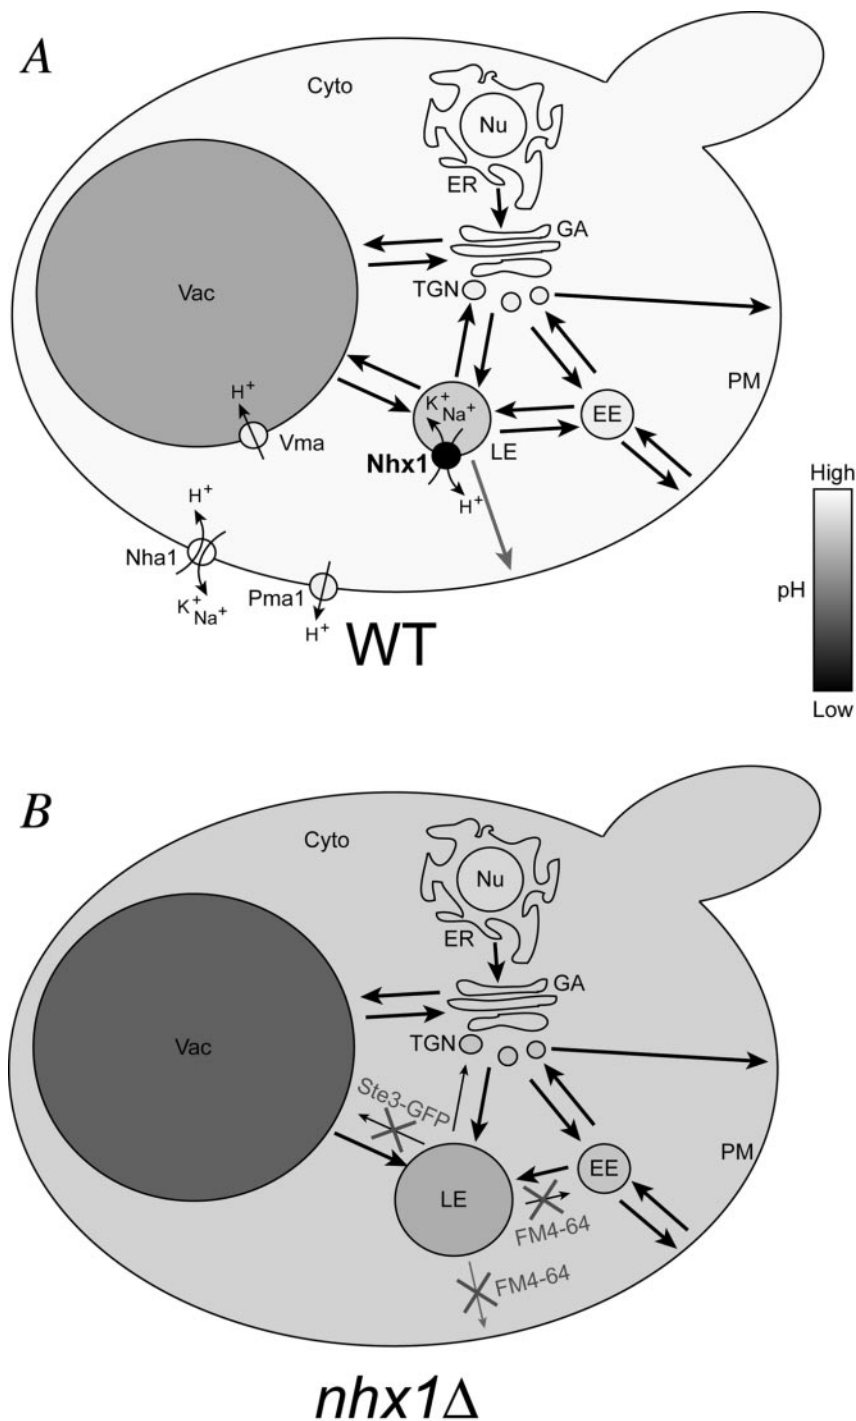 A
Cyto
Nu
ER
GA
Vac
TGN
PM
H+
K+
Na+
EE
Vma
Nhx1
LE
H+
H+
Nha1
K+
Na+
Pma1
H+
WT
High
pH
Low
B
Cyto
Nu
ER
GA
Vac
TGN
Ste3-GFP
PM
LE
EE
FM4-64
FM4-64
nhx1Δ